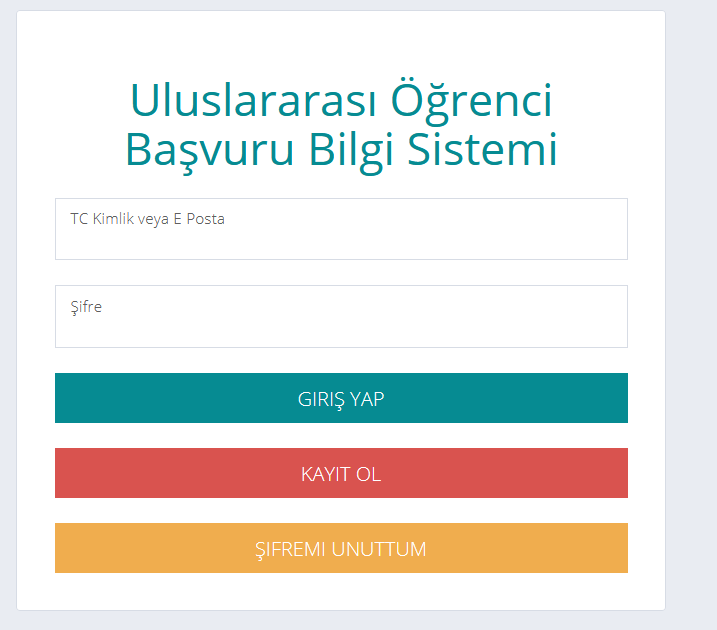 Uluslararası Öğrenci
Başvuru Bilgi Sistemi
TC Kimlik veya E Posta
Şifre
GIRIŞ YAP
KAYIT OL
ŞIFREMI UNUTTUM